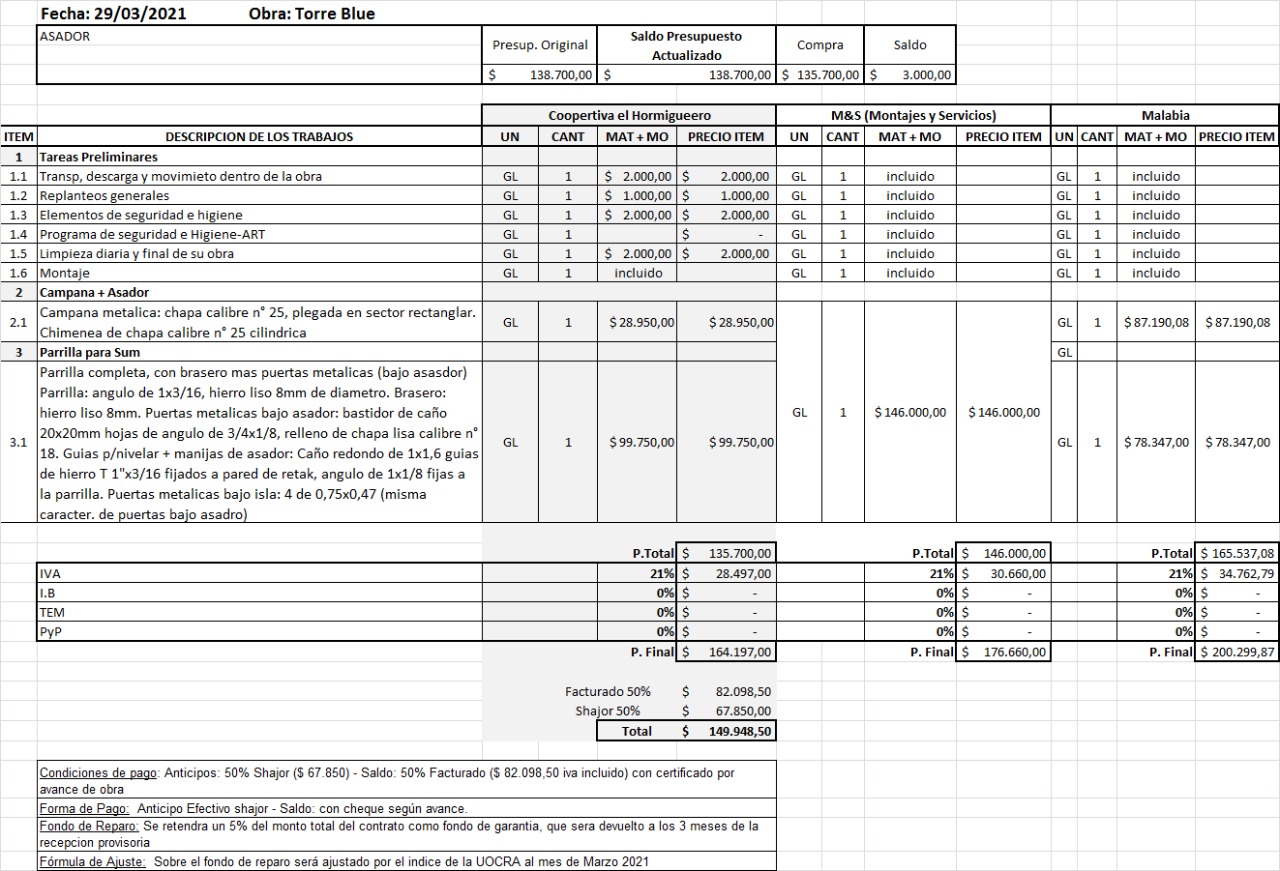 Fecha: 29/03/2021 Obra: Torre Blue
ASADOR
Presup. Original Saldo Presupuesto Actualizado Compra Saldo
$ 138.700,00 $ 138.700,00 $ 135.700,00 $ 3.000,00
Coopertiva el Hormigueero M&S (Montajes y Servicios) Malabia
ITEM DESCRIPCION DE LOS TRABAJOS UN CANT MAT + MO PRECIO ITEM UN CANT MAT + MO PRECIO ITEM UN CANT MAT + MO PRECIO ITEM
1 Tareas Preliminares
1.1 Transp, descarga y movimieto dentro de la obra GL 1 $ 2.000,00 $ 2.000,00 GL 1 incluido GL 1 incluido
1.2 Replanteos generales GL 1 $ 1.000,00 $ 1.000,00 GL 1 incluido GL 1 incluido
1.3 Elementos de seguridad e higiene GL 1 $ 2.000,00 $ 2.000,00 GL 1 incluido GL 1 incluido
1.4 Programa de seguridad e Higiene-ART GL 1 $ - GL 1 incluido GL 1 incluido
1.5 Limpieza diaria y final de su obra GL 1 $ 2.000,00 $ 2.000,00 GL 1 incluido GL 1 incluido
1.6 Montaje GL 1 incluido GL 1 incluido GL 1 incluido
2 Campana + Asador
2.1 Campana metalica: chapa calibre n° 25, plegada en sector rectanglar.
Chimenea de chapa calibre n° 25 cilindrica
GL 1 $ 28.950,00 $ 28.950,00 GL 1 $ 87.190,08 $ 87.190,08
3 Parrilla para Sum GL
3.1 Parrilla completa, con brasero mas puertas metalicas (bajo asasdor)
Parrilla: angulo de 1x3/16, hierro liso 8mm de diametro. Brasero:
hierro liso 8mm. Puertas metalicas bajo asador: bastidor de caño
20x20mm hojas de angulo de 3/4x1/8, relleno de chapa lisa calibre n°
18. Guias p/nivelar + manijas de asador: Caño redondo de 1x1,6 guias
de hierro T 1"x3/16 fijados a pared de retak, angulo de 1x1/8 fijas a
la parrilla. Puertas metalicas bajo isla: 4 de 0,75x0,47 (misma
caracter. de puertas bajo asadro)
GL 1 $ 99.750,00 $ 99.750,00 GL 1 $ 146.000,00 $ 146.000,00 GL 1 $ 78.347,00 $ 78.347,00
P.Total $ 135.700,00 P.Total $ 146.000,00 P.Total $ 165.537,08
IVA 21% $ 28.497,00 21% $ 30.660,00 21% $ 34.762,79
I.B 0% $ - 0% $ - 0% $ -
TEM 0% $ - 0% $ - 0% $ -
PyP 0% $ - 0% $ - 0% $ -
P. Final $ 164.197,00 P. Final $ 176.660,00 P. Final $ 200.299,87
Facturado 50% $ 82.098,50
Shajor 50% $ 67.850,00
Total $ 149.948,50
Condiciones de pago: Anticipos: 50% Shajor ($ 67.850) - Saldo: 50% Facturado ($ 82.098,50 iva incluido) con certificado por
avance de obra
Forma de Pago: Anticipo Efectivo shajor - Saldo: con cheque según avance.
Fondo de Reparo: Se retendra un 5% del monto total del contrato como fondo de garantia, que sera devuelto a los 3 meses de la
recepcion provisoria
Fórmula de Ajuste: Sobre el fondo de reparo será ajustado por el indice de la UOCRA al mes de Marzo 2021